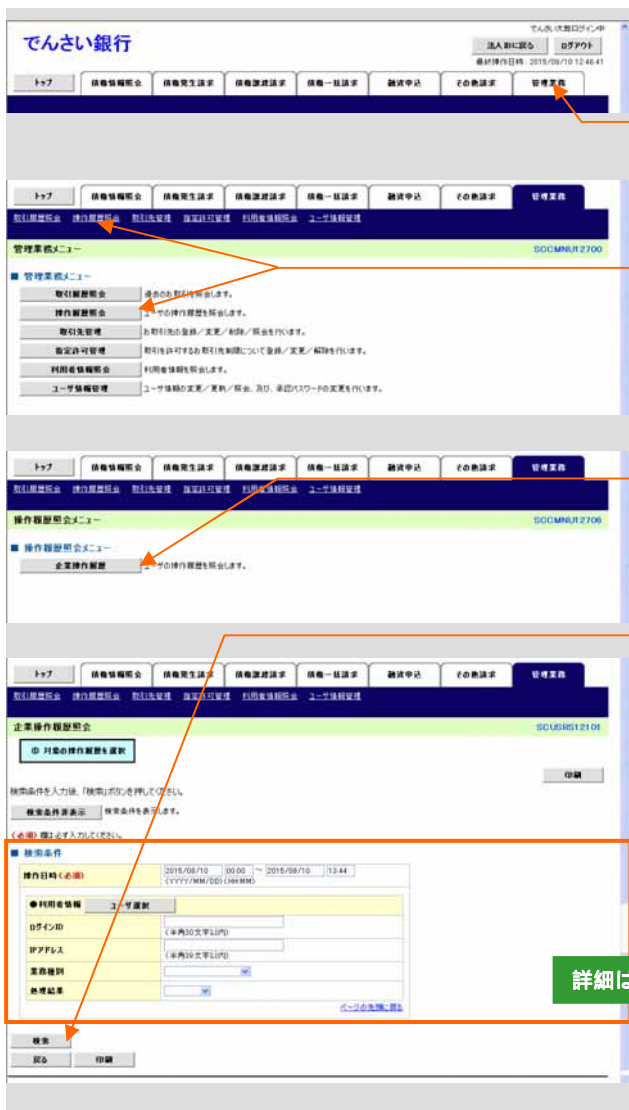 でんさい太郎ログイン中
でんさい銀行
法人IBに戻る ログアウト
最終操作日時:2015/08/10 12:46:41
トップ 債権情報照会 債権発生請求 債権譲渡請求 債権一括請求 融資申込 その他請求 管理業務
トップ 債権情報照会 債権発生請求 債権譲渡請求 債権一括請求 融資申込 その他請求 管理業務
取引履歴照会 操作履歴照会 取引先管理 指定許可管理 利用者情報照会 ユーザ情報管理
管理業務メニュー SCCMNU12700
■ 管理業務メニュー
取引履歴照会 過去のお取引を照会します。
操作履歴照会 ユーザの操作履歴を照会します。
取引先管理 お取引先の登録/変更/削除/照会を行います。
指定許可管理 取引を許可するお取引先制限について登録/変更/解除を行います。
利用者情報照会 利用者情報を照会します。
ユーザ情報管理 ユーザ情報の変更/更新/照会、及び、承認パスワードの変更を行います。
トップ 債権情報照会 債権発生請求 債権譲渡請求 債権一括請求 融資申込 その他請求 管理業務
取引履歴照会 操作履歴照会 取引先管理 指定許可管理 利用者情報照会 ユーザ情報管理
操作履歴照会メニュー SCCMNU12706
■ 操作履歴照会メニュー
企業操作履歴 ユーザの操作履歴を照会します。
トップ 債権情報照会 債権発生請求 債権譲渡請求 債権一括請求 融資申込 その他請求 管理業務
取引履歴照会 操作履歴照会 取引先管理 指定許可管理 利用者情報照会 ユーザ情報管理
企業操作履歴照会 SCUSRS12101
① 対象の操作履歴を選択
印刷
検索条件を入力後、「検索」ボタンを押してください。
検索条件非表示 検索条件を表示します。
(必須)欄は必ず入力してください。
■ 検索条件
操作日時(必須) 2015/08/10 00:00 ~ 2015/08/10 13:44
(YYYY/MM/DD)(HH:MM)
●利用者情報 ユーザ選択
ログインID
(半角30文字以内)
IPアドレス
(半角39文字以内)
業務種別
処理結果
ページの先頭に戻る
詳細は
検索
戻る 印刷